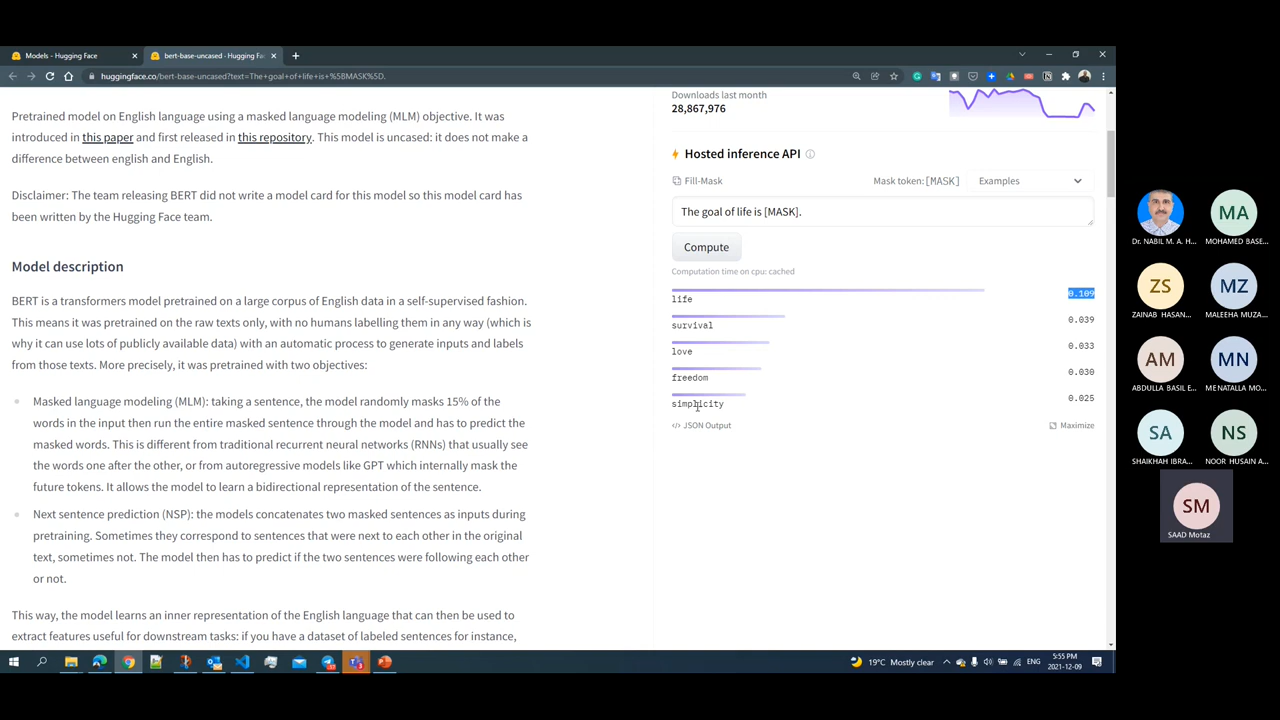 Models - Hugging Face
bert-base-uncased · Hugging Fa
huggingface.co/bert-base-uncased?text=The+goal+of+life+is+%5BMASK%5D.
Pretrained model on English language using a masked language modeling (MLM) objective. It was
introduced in this paper and first released in this repository. This model is uncased: it does not make a
difference between english and English.
Disclaimer: The team releasing BERT did not write a model card for this model so this model card has
been written by the Hugging Face team.
Model description
BERT is a transformers model pretrained on a large corpus of English data in a self-supervised fashion.
This means it was pretrained on the raw texts only, with no humans labelling them in any way (which is
why it can use lots of publicly available data) with an automatic process to generate inputs and labels
from those texts. More precisely, it was pretrained with two objectives:
Masked language modeling (MLM): taking a sentence, the model randomly masks 15% of the
words in the input then run the entire masked sentence through the model and has to predict the
masked words. This is different from traditional recurrent neural networks (RNNs) that usually see
the words one after the other, or from autoregressive models like GPT which internally mask the
future tokens. It allows the model to learn a bidirectional representation of the sentence.
Next sentence prediction (NSP): the models concatenates two masked sentences as inputs during
pretraining. Sometimes they correspond to sentences that were next to each other in the original
text, sometimes not. The model then has to predict if the two sentences were following each other
or not.
This way, the model learns an inner representation of the English language that can then be used to
extract features useful for downstream tasks: if you have a dataset of labeled sentences for instance,
Downloads last month
28,867,976
Hosted inference API
Fill-Mask
Mask token: [MASK]
Examples
The goal of life is [MASK].
Compute
Computation time on cpu: cached
life 0.109
survival 0.039
love 0.033
freedom 0.030
simplicity 0.025
</> JSON Output
Maximize
Dr. NABIL M. A. H...
MA
MOHAMED BASE...
ZS
ZAINAB HASAN...
MZ
MALEEHA MUZA...
AM
ABDULLA BASIL E...
MN
MENATALLA MO...
SA
SHAIKHAH IBRA...
NS
NOOR HUSAIN A...
SM
SAAD Motaz
19°C Mostly clear
ENG
5:55 PM
2021-12-09